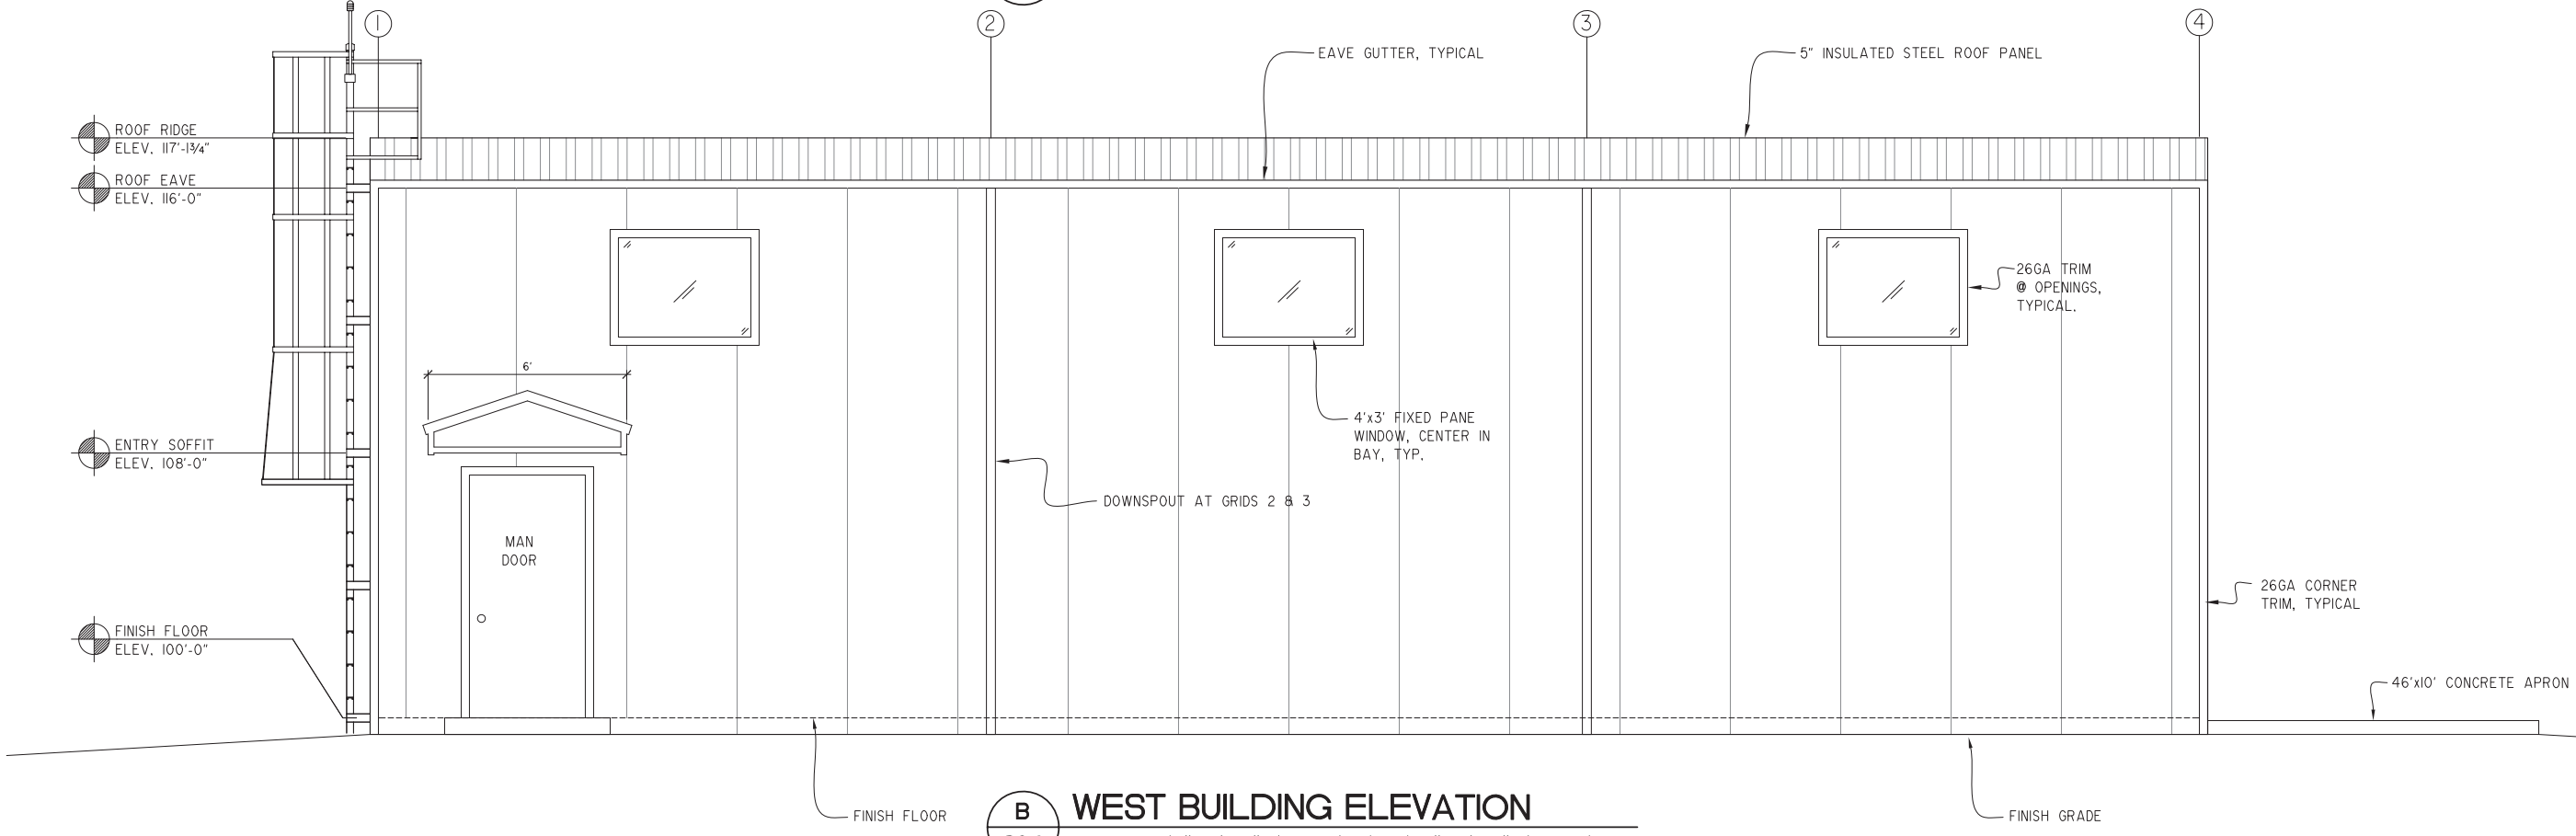 1
2
3
4
EAVE GUTTER, TYPICAL
5" INSULATED STEEL ROOF PANEL
ROOF RIDGE
ELEV. 117'-1¾"
ROOF EAVE
ELEV. 116'-0"
26GA TRIM
@ OPENINGS,
TYPICAL.
6'
4'x3' FIXED PANE
WINDOW, CENTER IN
BAY, TYP.
ENTRY SOFFIT
ELEV. 108'-0"
DOWNSPOUT AT GRIDS 2 & 3
MAN
DOOR
26GA CORNER
TRIM, TYPICAL
FINISH FLOOR
ELEV. 100'-0"
46'x10' CONCRETE APRON
FINISH FLOOR
B
WEST BUILDING ELEVATION
FINISH GRADE